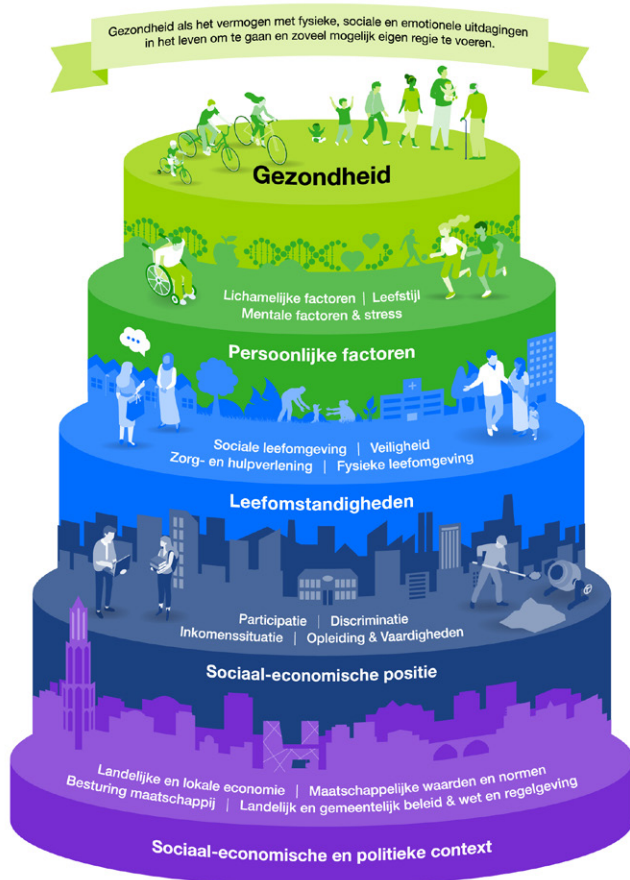 Gezondheid als het vermogen met fysieke, sociale en emotionele uitdagingen
in het leven om te gaan en zoveel mogelijk eigen regie te voeren.
Gezondheid
Lichamelijke factoren | Leefstijl
Mentale factoren & stress
Persoonlijke factoren
Sociale leefomgeving | Veiligheid
Zorg- en hulpverlening | Fysieke leefomgeving
Leefomstandigheden
Participatie | Discriminatie
Inkomenssituatie | Opleiding & Vaardigheden
Sociaal-economische positie
Landelijke en lokale economie | Maatschappelijke waarden en normen
Besturing maatschappij | Landelijk en gemeentelijk beleid & wet en regelgeving
Sociaal-economische en politieke context